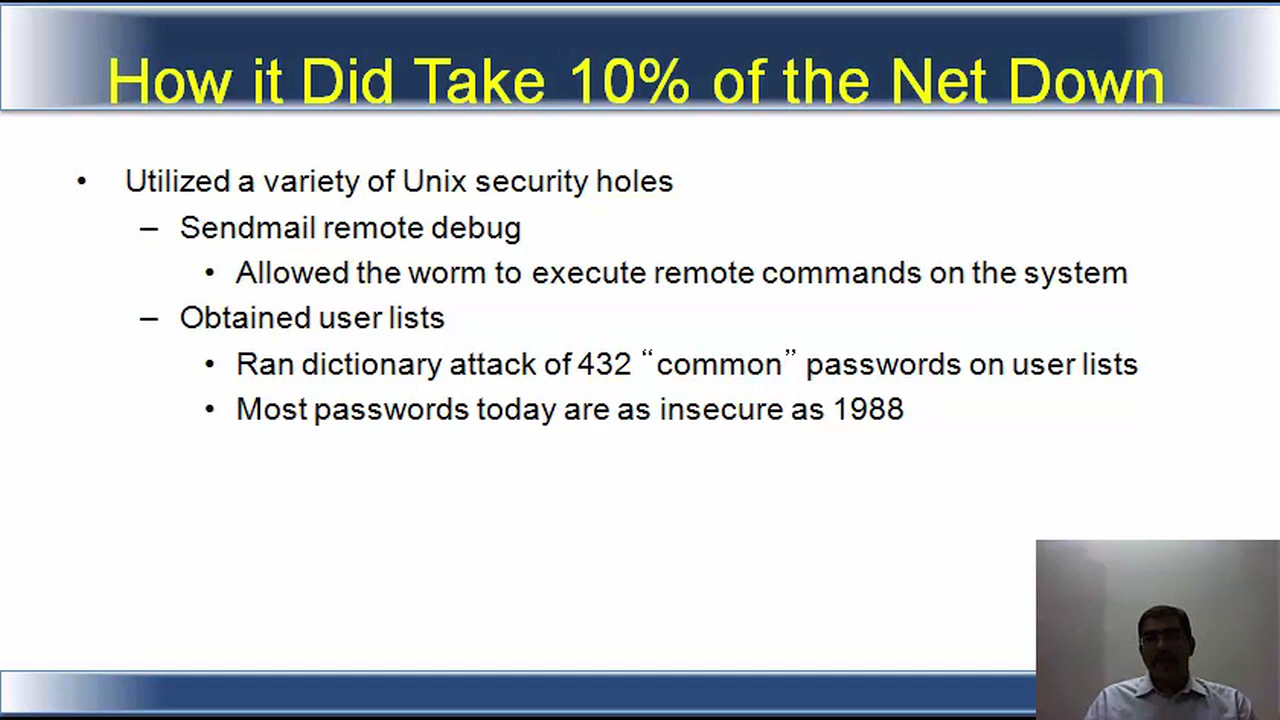 How it Did Take 10% of the Net Down
• Utilized a variety of Unix security holes
– Sendmail remote debug
• Allowed the worm to execute remote commands on the system
– Obtained user lists
• Ran dictionary attack of 432 “common” passwords on user lists
• Most passwords today are as insecure as 1988